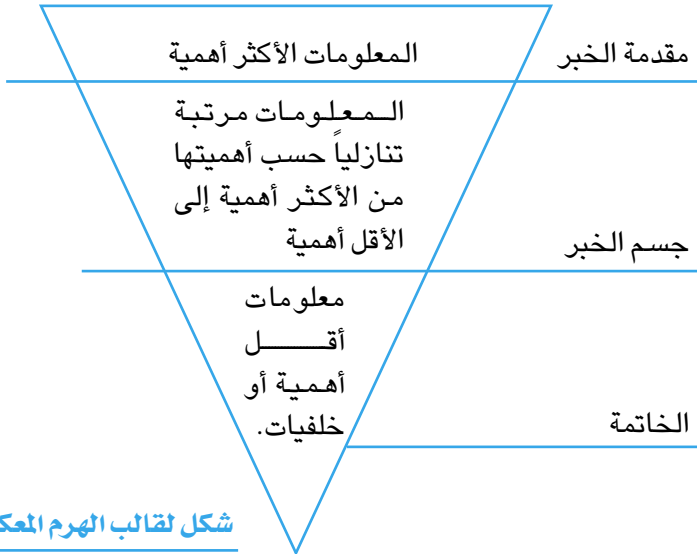 مقدمة الخبر
المعلومات الأكثر أهمية
المعلومات مرتبة
تنازلياً حسب أهميتها
من الأكثر أهمية إلى
الأقل أهمية
جسم الخبر
معلومات
أقل
أهمية أو
خلفيات.
الخاتمة
شكل لقالب الهرم